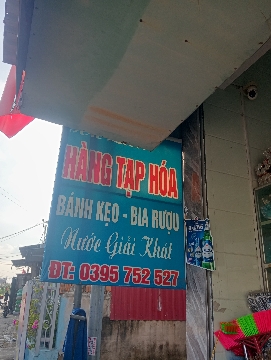 HÀNG TẠP HÓA
BÁNH KẸO - BIA RƯỢU
Nước Giải Khát
ĐT: 0395 752 527